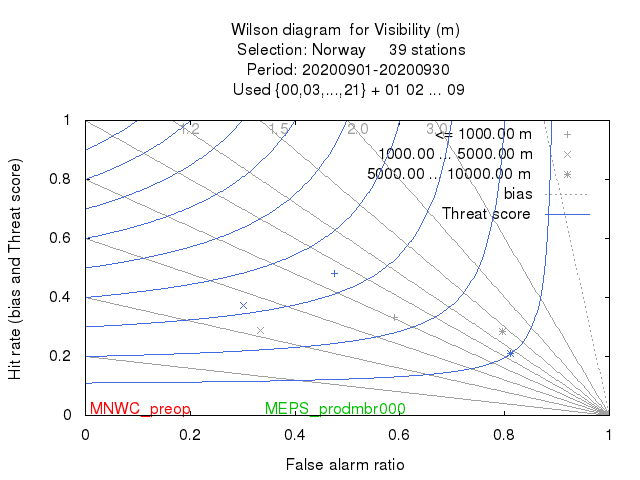 Wilson diagram for Visibility (m)
Selection: Norway 39 stations
Period: 20200901-20200930
Used {00,03,...,21} + 01 02 ... 09
1.2 1.5 2.0 3.0
<= 1000.00 m
1000.00 ... 5000.00 m
5000.00 ... 10000.00 m
bias
Threat score
1
0.8
0.6
0.4
0.2
0
Hit rate (bias and Threat score)
MNWC_preop MEPS_prodmbr000
0 0.2 0.4 0.6 0.8 1
False alarm ratio